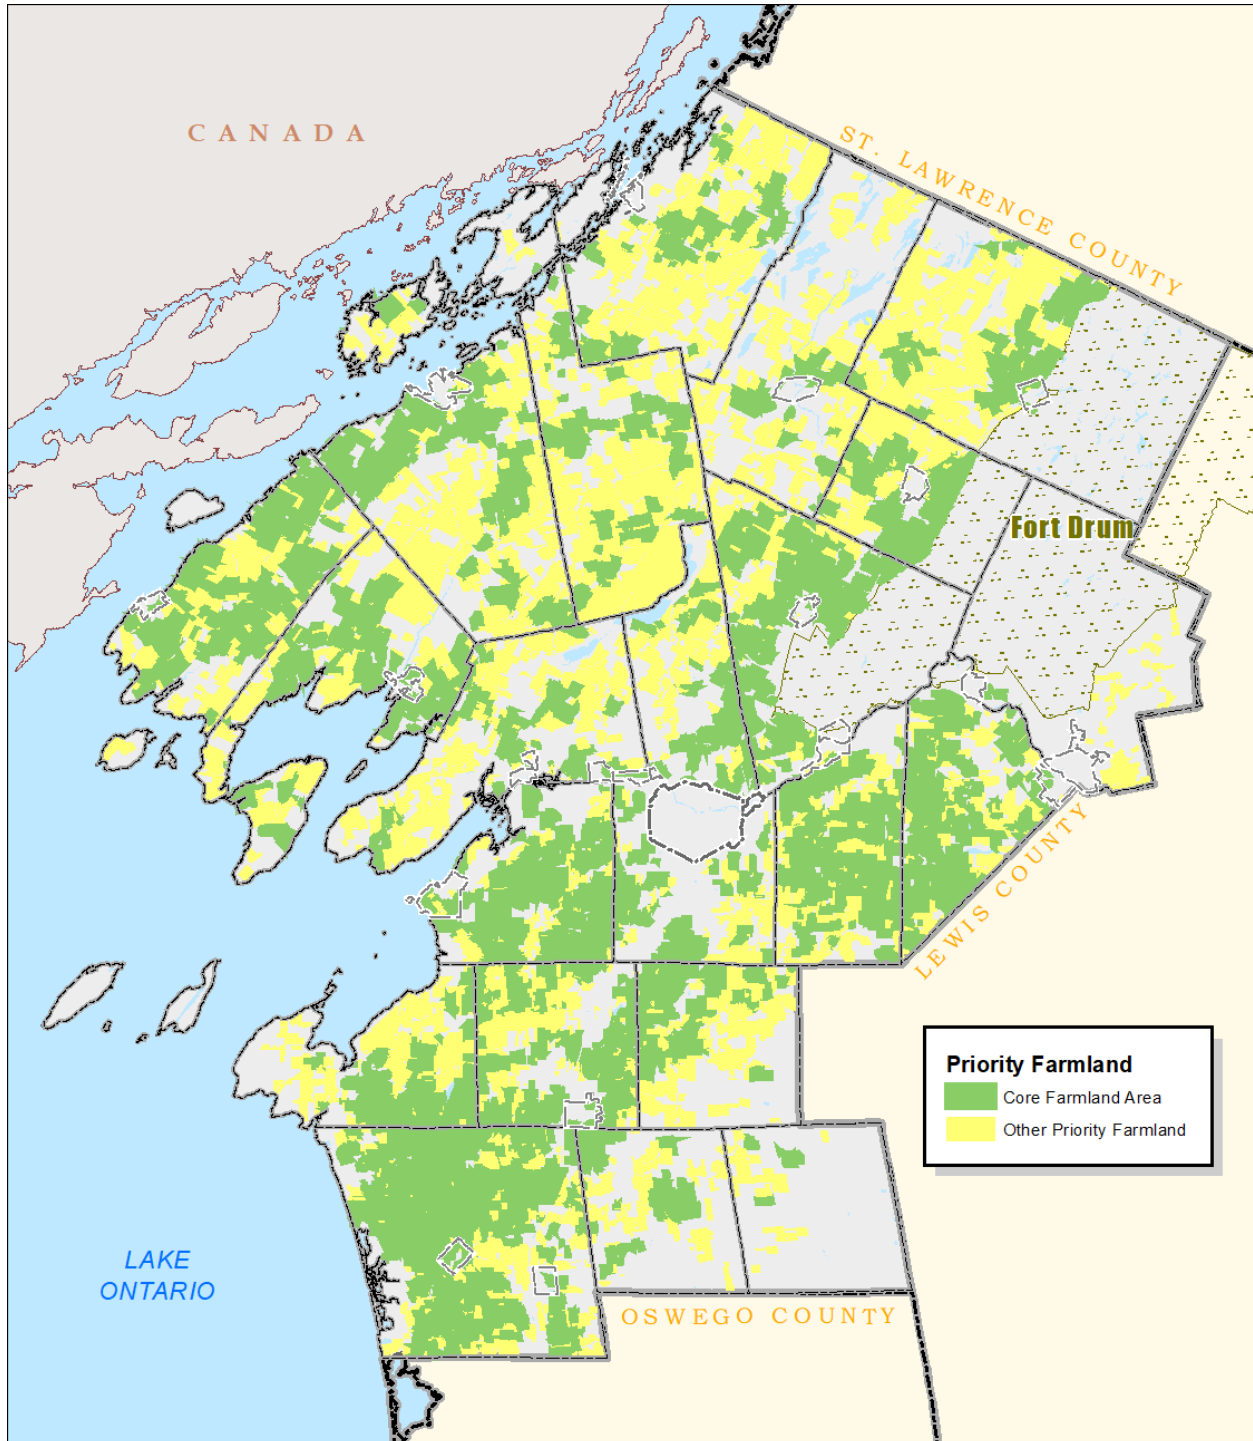 CANADA
ST. LAWRENCE COUNTY
Fort Drum
LEWIS COUNTY
Priority Farmland
Core Farmland Area
Other Priority Farmland
LAKE
ONTARIO
OSWEGO COUNTY